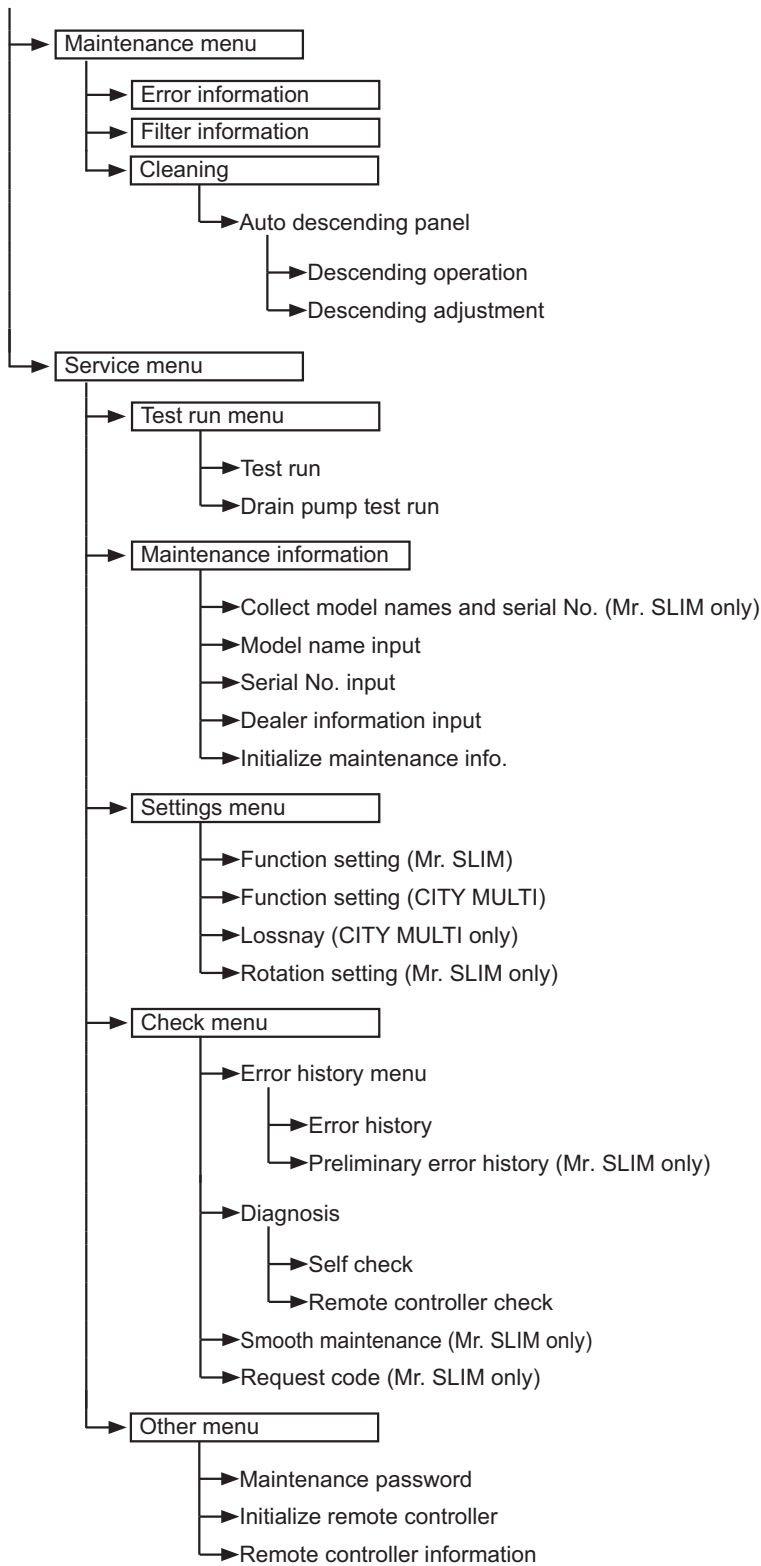 Maintenance menu
Error information
Filter information
Cleaning
Auto descending panel
Descending operation
Descending adjustment
Service menu
Test run menu
Test run
Drain pump test run
Maintenance information
Collect model names and serial No. (Mr. SLIM only)
Model name input
Serial No. input
Dealer information input
Initialize maintenance info.
Settings menu
Function setting (Mr. SLIM)
Function setting (CITY MULTI)
Lossnay (CITY MULTI only)
Rotation setting (Mr. SLIM only)
Check menu
Error history menu
Error history
Preliminary error history (Mr. SLIM only)
Diagnosis
Self check
Remote controller check
Smooth maintenance (Mr. SLIM only)
Request code (Mr. SLIM only)
Other menu
Maintenance password
Initialize remote controller
Remote controller information